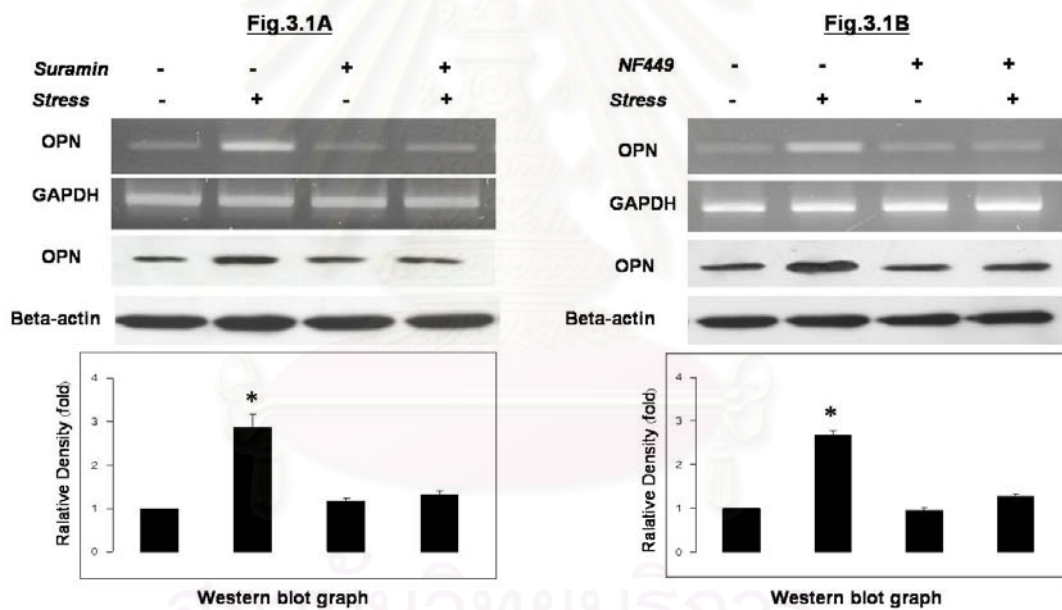 Fig.3.1A
Suramin - - + +
Stress - + - +
OPN
GAPDH
OPN
Beta-actin
Ralative Density (fold)
4
3
2
1
0
*
Western blot graph
Fig.3.1B
NF449 - - + +
Stress - + - +
OPN
GAPDH
OPN
Beta-actin
Ralative Density (fold)
4
3
2
1
0
*
Western blot graph